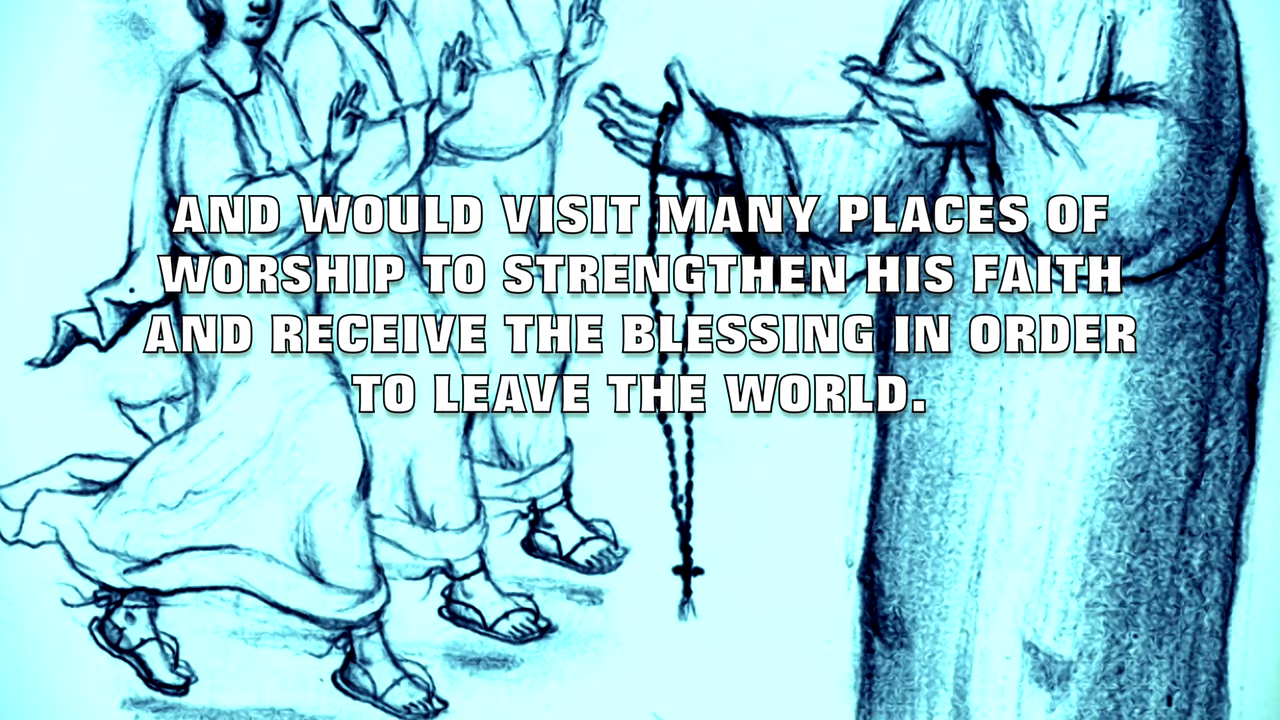 AND WOULD VISIT MANY PLACES OF
WORSHIP TO STRENGTHEN HIS FAITH
AND RECEIVE THE BLESSING IN ORDER
TO LEAVE THE WORLD.